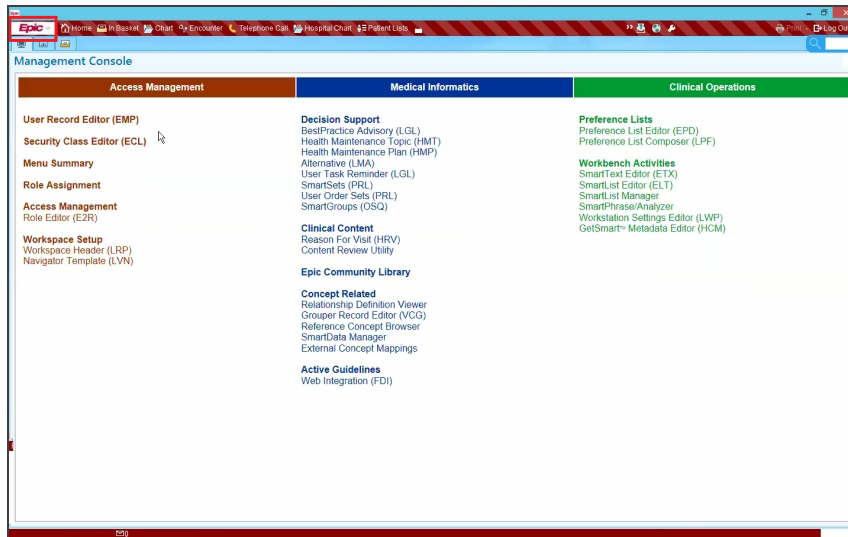 Epic
Epic Home In Basket Chart Encounter Telephone Call Hospital Chart Patient Lists » Print Log Out
Management Console
Access Management
User Record Editor (EMP)
Security Class Editor (ECL)
Menu Summary
Role Assignment
Access Management
Role Editor (E2R)
Workspace Setup
Workspace Header (LRP)
Navigator Template (LVN)
Medical Informatics
Decision Support
BestPractice Advisory (LGL)
Health Maintenance Topic (HMT)
Health Maintenance Plan (HMP)
Alternative (LMA)
User Task Reminder (LGL)
SmartSets (PRL)
User Order Sets (PRL)
SmartGroups (OSQ)
Clinical Content
Reason For Visit (HRV)
Content Review Utility
Epic Community Library
Concept Related
Relationship Definition Viewer
Grouper Record Editor (VCG)
Reference Concept Browser
SmartData Manager
External Concept Mappings
Active Guidelines
Web Integration (FDI)
Clinical Operations
Preference Lists
Preference List Editor (EPD)
Preference List Composer (LPF)
Workbench Activities
SmartText Editor (ETX)
SmartList Editor (ELT)
SmartList Manager
SmartPhrase/Analyzer
Workstation Settings Editor (LWP)
GetSmart~ Metadata Editor (HCM)
0